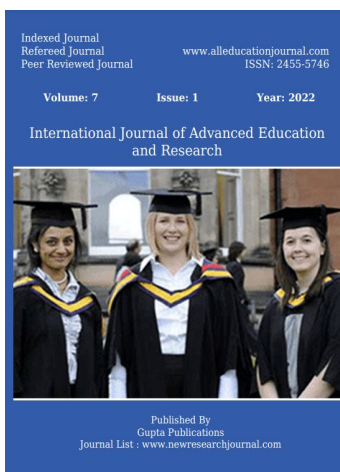 Indexed Journal
Refereed Journal
Peer Reviewed Journal
www.alleducationjournal.com
ISSN: 2455-5746
Volume: 7 Issue: 1 Year: 2022
International Journal of Advanced Education
and Research
Published By
Gupta Publications
Journal List : www.newresearchjournal.com